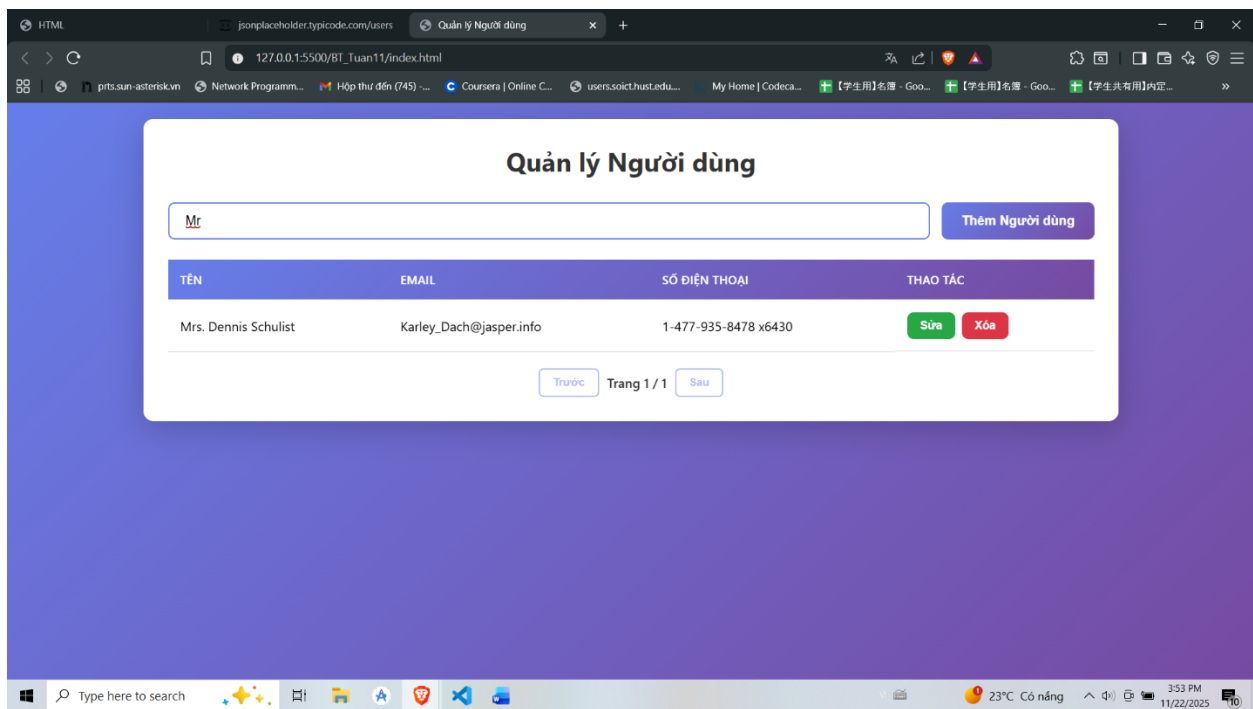 HTML jsonplaceholder.typicode.com/users Quản lý Người dùng
127.0.0.1:5500/BT_Tuan11/index.html
prts.sun-asterisk.vn Network Programm... Hộp thư đến (745) -... Coursera | Online C... users.soict.hust.edu.... My Home | Codeca... 【学生用】名簿 - Goo... 【学生用】名簿 - Goo... 【学生共有用】内定... »
Quản lý Người dùng
Mr Thêm Người dùng
TÊN EMAIL SỐ ĐIỆN THOẠI THAO TÁC
Mrs. Dennis Schulist Karley_Dach@jasper.info 1-477-935-8478 x6430 Sửa Xóa
Trước Trang 1 / 1 Sau
Type here to search 23°C Có nắng 3:53 PM
11/22/2025 10